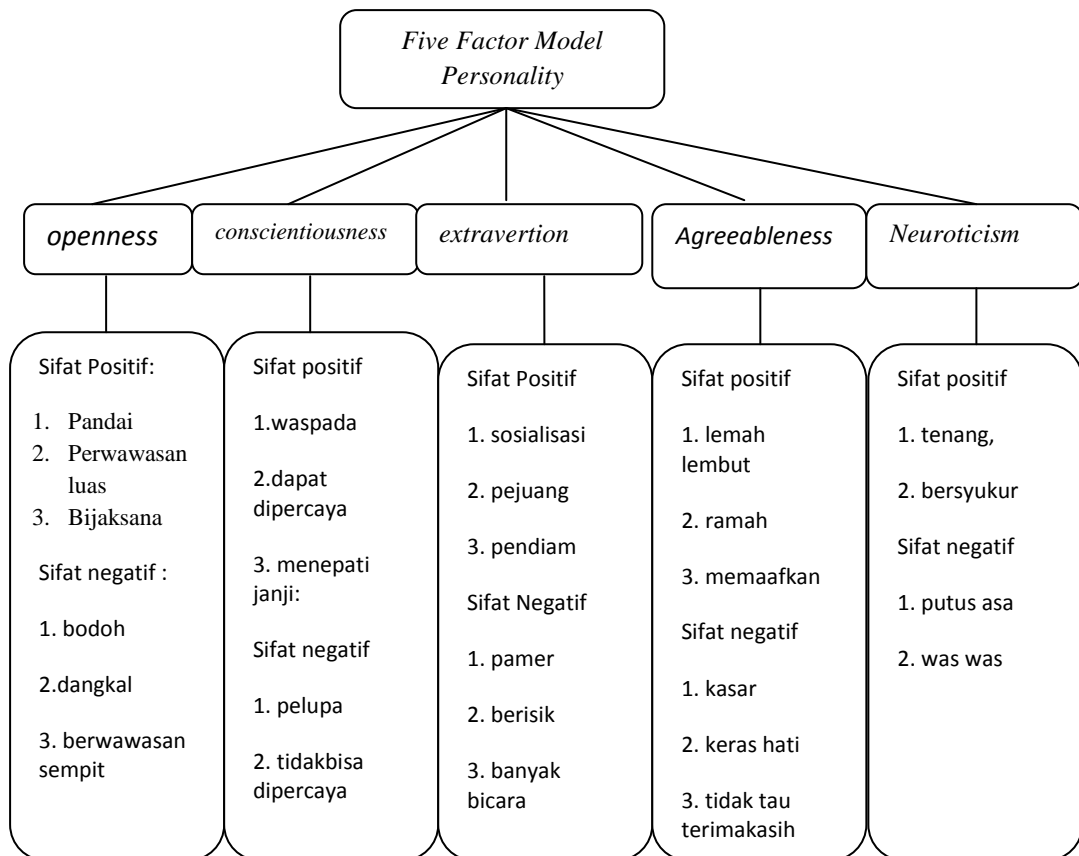 Five Factor Model
Personality
openness
conscientiousness
extravertion
Agreeableness
Neuroticism
Sifat Positif:
1. Pandai
2. Perwawasan
luas
3. Bijaksana
Sifat negatif :
1. bodoh
2.dangkal
3. berwawasan
sempit
Sifat positif
1.waspada
2.dapat
dipercaya
3. menepati
janji:
Sifat negatif
1. pelupa
2. tidakbisa
dipercaya
Sifat Positif
1. sosialisasi
2. pejuang
3. pendiam
Sifat Negatif
1. pamer
2. berisik
3. banyak
bicara
Sifat positif
1. lemah
lembut
2. ramah
3. memaafkan
Sifat negatif
1. kasar
2. keras hati
3. tidak tau
terimakasih
Sifat positif
1. tenang,
2. bersyukur
Sifat negatif
1. putus asa
2. was was